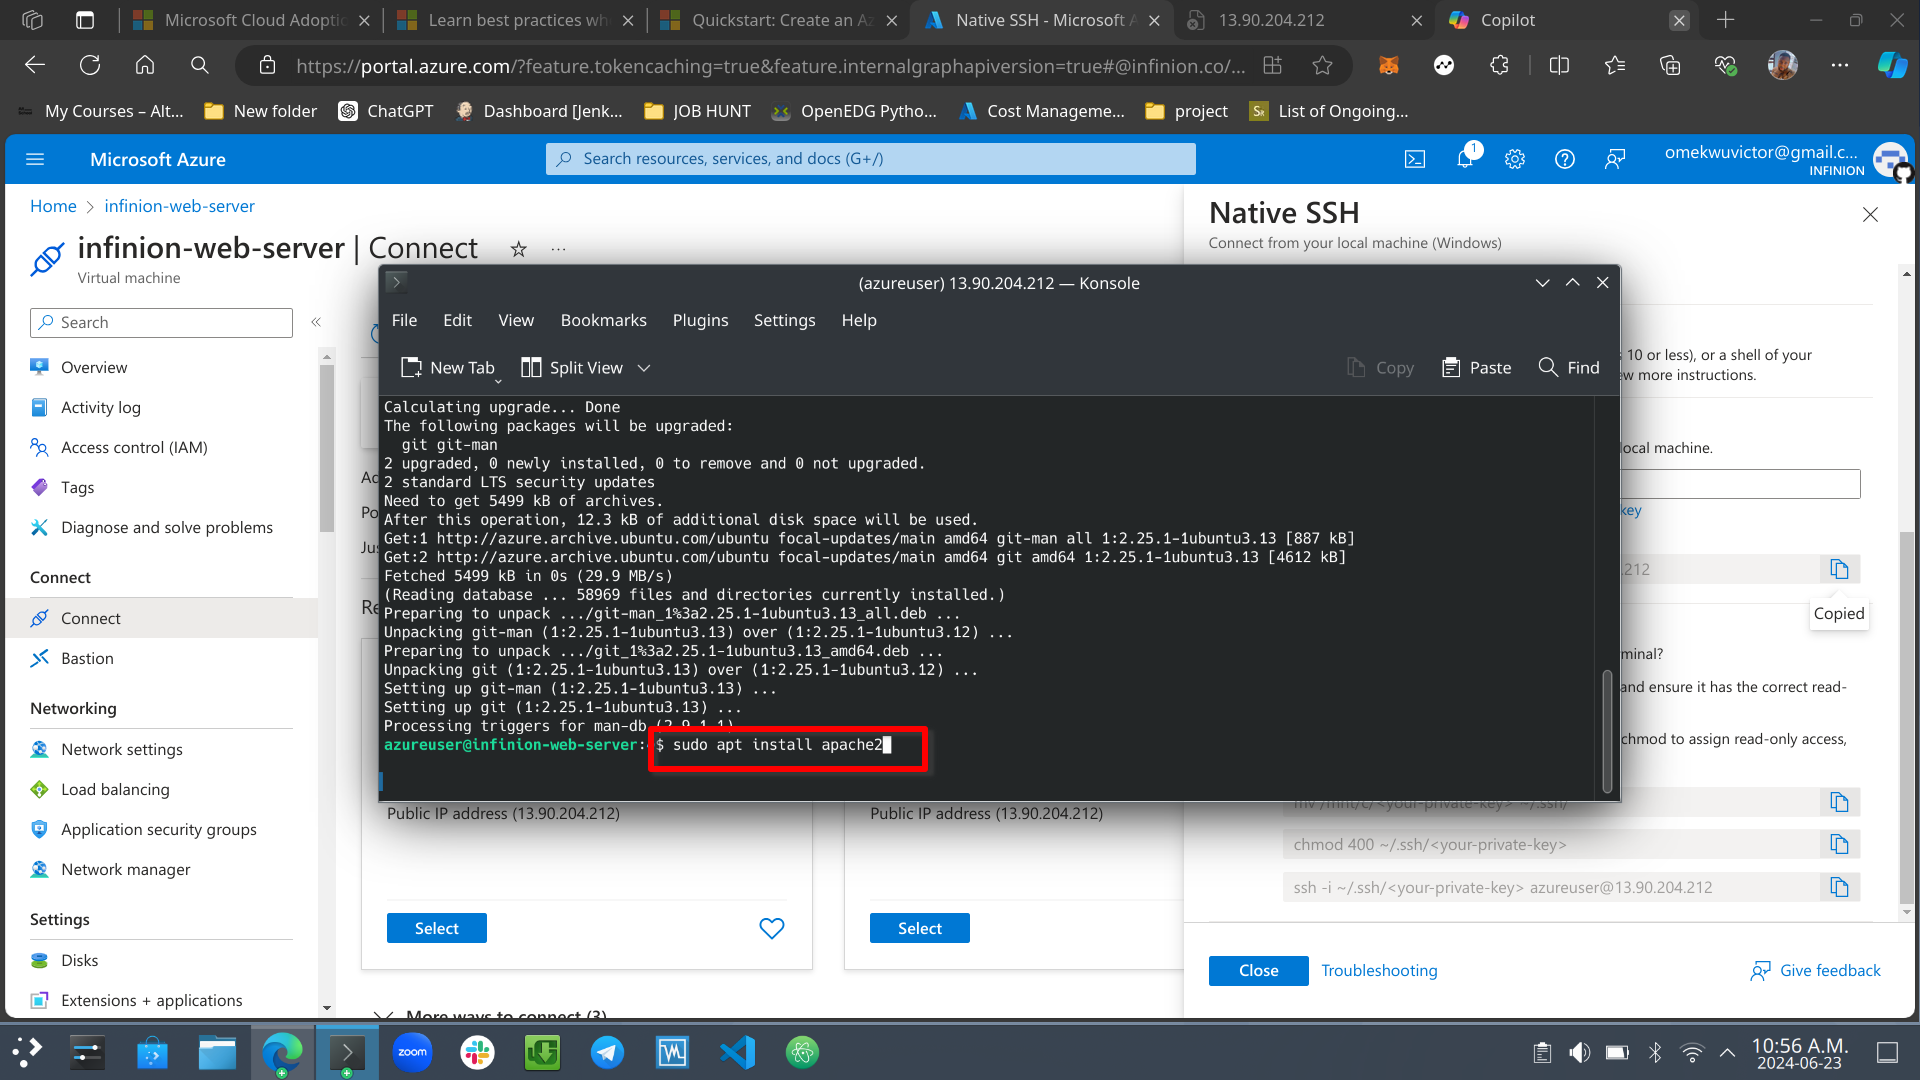 Microsoft Cloud Adoptic
Learn best practices wh
Quickstart: Create an Az
Native SSH - Microsoft A
13.90.204.212
Copilot
https://portal.azure.com/?feature.tokencaching=true&feature.internalgraphapiversion=true#@infinion.co/...
My Courses – Alt...
New folder
ChatGPT
Dashboard [Jenk...
JOB HUNT
OpenEDG Pytho...
Cost Manageme...
project
List of Ongoing...
Microsoft Azure
Search resources, services, and docs (G+/)
1
omekwuvictor@gmail.c...
INFINION
Home > infinion-web-server
infinion-web-server | Connect
Virtual machine
Search
Overview
Activity log
Access control (IAM)
Tags
Diagnose and solve problems
Connect
Connect
Bastion
Networking
Network settings
Load balancing
Application security groups
Network manager
Settings
Disks
Extensions + applications
(azureuser) 13.90.204.212 — Konsole
File Edit View Bookmarks Plugins Settings Help
New Tab Split View Copy Paste Find
Calculating upgrade... Done
The following packages will be upgraded:
git git-man
2 upgraded, 0 newly installed, 0 to remove and 0 not upgraded.
2 standard LTS security updates
Need to get 5499 kB of archives.
After this operation, 12.3 kB of additional disk space will be used.
Get:1 http://azure.archive.ubuntu.com/ubuntu focal-updates/main amd64 git-man all 1:2.25.1-1ubuntu3.13 [887 kB]
Get:2 http://azure.archive.ubuntu.com/ubuntu focal-updates/main amd64 git amd64 1:2.25.1-1ubuntu3.13 [4612 kB]
Fetched 5499 kB in 0s (29.9 MB/s)
(Reading database ... 58969 files and directories currently installed.)
Preparing to unpack .../git-man_1%3a2.25.1-1ubuntu3.13_all.deb ...
Unpacking git-man (1:2.25.1-1ubuntu3.13) over (1:2.25.1-1ubuntu3.12) ...
Preparing to unpack .../git_1%3a2.25.1-1ubuntu3.13_amd64.deb ...
Unpacking git (1:2.25.1-1ubuntu3.13) over (1:2.25.1-1ubuntu3.12) ...
Setting up git-man (1:2.25.1-1ubuntu3.13) ...
Setting up git (1:2.25.1-1ubuntu3.13) ...
Processing triggers for man-db (2.9.1-1)
azureuser@infinion-web-server: $ sudo apt install apache2
Ad
Po
Jus
Re
Public IP address (13.90.204.212)
Public IP address (13.90.204.212)
Select
Select
More ways to connect (3)
Native SSH
Connect from your local machine (Windows)
10 or less), or a shell of your
w more instructions.
local machine.
key
.212
Copied
minal?
and ensure it has the correct read-
chmod to assign read-only access,
mv /mnt/c/<your-private-key> ~/.ssh/
chmod 400 ~/.ssh/<your-private-key>
ssh -i ~/.ssh/<your-private-key> azureuser@13.90.204.212
Close
Troubleshooting
Give feedback
zoom
10:56 A.M.
2024-06-23